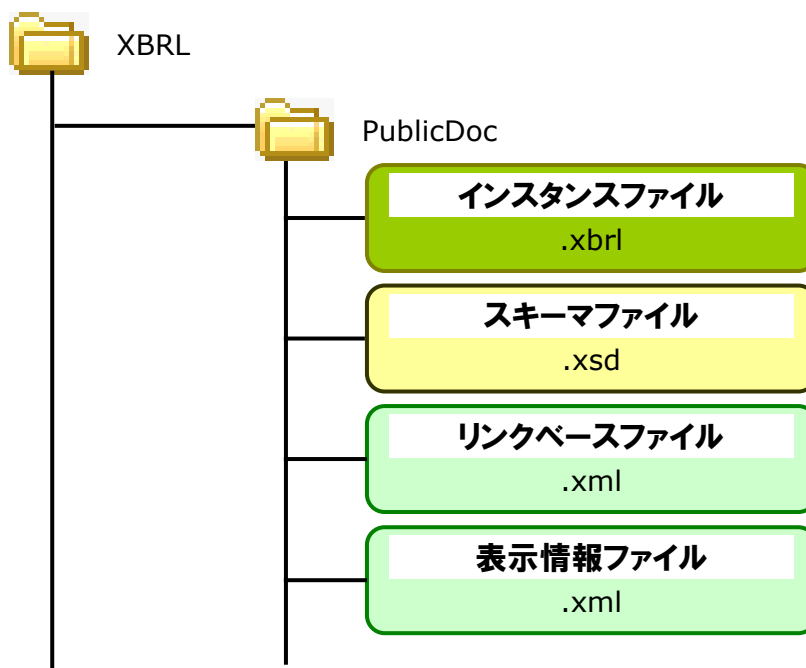 XBRL
PublicDoc
インスタンスファイル
.xbrl
スキーマファイル
.xsd
リンクベースファイル
.xml
表示情報ファイル
.xml